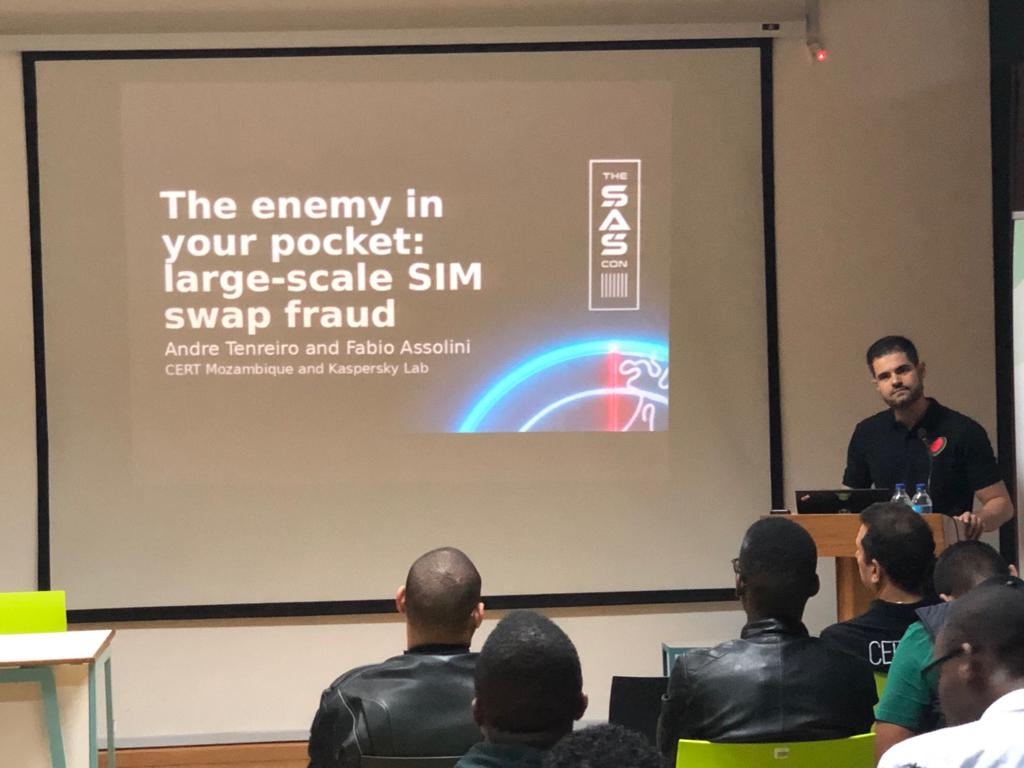 The enemy in
your pocket:
large-scale SIM
swap fraud
Andre Tenreiro and Fabio Assolini
CERT Mozambique and Kaspersky Lab
THE
SAS
CON